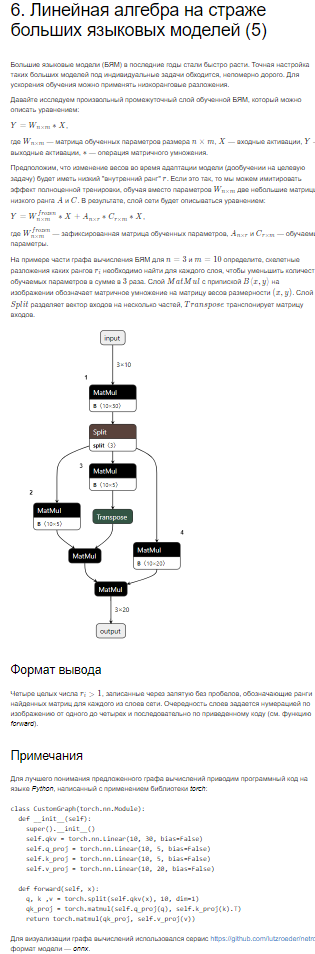 6. Линейная алгебра на страже
больших языковых моделей (5)
Большие языковые модели (БЯМ) в последние годы стали быстро расти. Точная настройка
таких больших моделей под индивидуальные задачи обходится, непомерно дорого. Для
ускорения обучения можно применять низкоранговые разложения.
Давайте исследуем произвольный промежуточный слой обученной БЯМ, который можно
описать уравнением:
Y = W_{n×m} * X,
где W_{n×m} — матрица обученных параметров размера n × m, X — входные активации, Y -
выходные активации, * — операция матричного умножения.
Предположим, что изменение весов во время адаптации модели (дообучении на целевую
задачу) будет иметь низкий "внутренний ранг" r. Если это так, то мы можем имитировать
эффект полноценной тренировки, обучая вместо параметров W_{n×m} две небольшие матрицы
низкого ранга A и C. В результате, слой сети будет описываться уравнением:
Y = W_{n×m}^{frozen} * X + A_{n×r} * C_{r×m} * X,
где W_{n×m}^{frozen} — зафиксированная матрица обученных параметров, A_{n×r} и C_{r×m} — обучаемые
параметры.
На примере части графа вычисления БЯМ для n = 3 и m = 10 определите, скелетные
разложения каких рангов r_i необходимо найти для каждого слоя, чтобы уменьшить количест
обучаемых параметров в сумме в 3 раза. Слой MatMul с припиской B(x, y) на
изображении обозначает матричное умножение на матрицу весов размерности (x, y). Слой
Split разделяет вектор входов на несколько частей, Transpose транспонирует матрицу
входов.
input
3×10
1
MatMul
B ⟨10×30⟩
Split
split ⟨3⟩
3
MatMul
B ⟨10×5⟩
2
MatMul
B ⟨10×5⟩
Transpose
4
MatMul
MatMul
B ⟨10×20⟩
MatMul
3×20
output
Формат вывода
Четыре целых числа r_i > 1, записанные через запятую без пробелов, обозначающие ранги
найденных матриц для каждого из слоев сети. Очередность слоев задается нумерацией по
изображению от одного до четырех и последовательно по приведенному коду (см. функцию
forward).
Примечания
Для лучшего понимания предложенного графа вычислений приводим программный код на
языке Python, написанный с применением библиотеки torch:
class CustomGraph(torch.nn.Module):
def __init__(self):
super().__init__()
self.qkv = torch.nn.Linear(10, 30, bias=False)
self.q_proj = torch.nn.Linear(10, 5, bias=False)
self.k_proj = torch.nn.Linear(10, 5, bias=False)
self.v_proj = torch.nn.Linear(10, 20, bias=False)
def forward(self, x):
q, k ,v = torch.split(self.qkv(x), 10, dim=1)
qk_proj = torch.matmul(self.q_proj(q), self.k_proj(k).T)
return torch.matmul(qk_proj, self.v_proj(v))
Для визуализации графа вычислений использовался сервис https://github.com/lutzroeder/netro
формат модели — onnx.